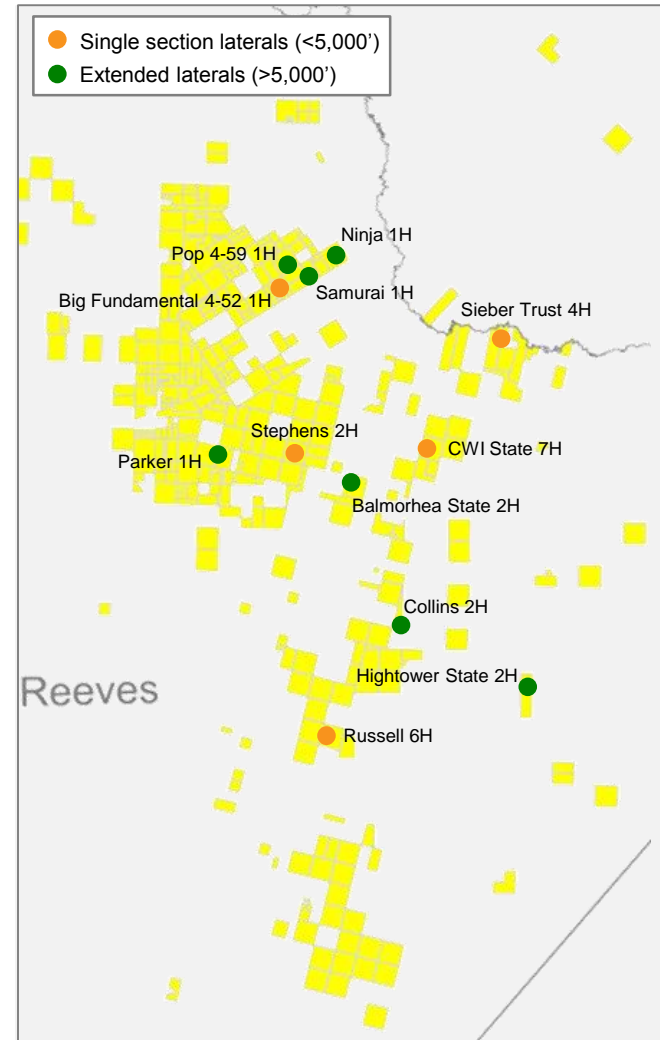 Single section laterals (<5,000’)
Extended laterals (>5,000’)
Ninja 1H
Pop 4-59 1H
Samurai 1H
Big Fundamental 4-52 1H
Sieber Trust 4H
Stephens 2H
CWI State 7H
Parker 1H
Balmorhea State 2H
Collins 2H
Hightower State 2H
Reeves
Russell 6H